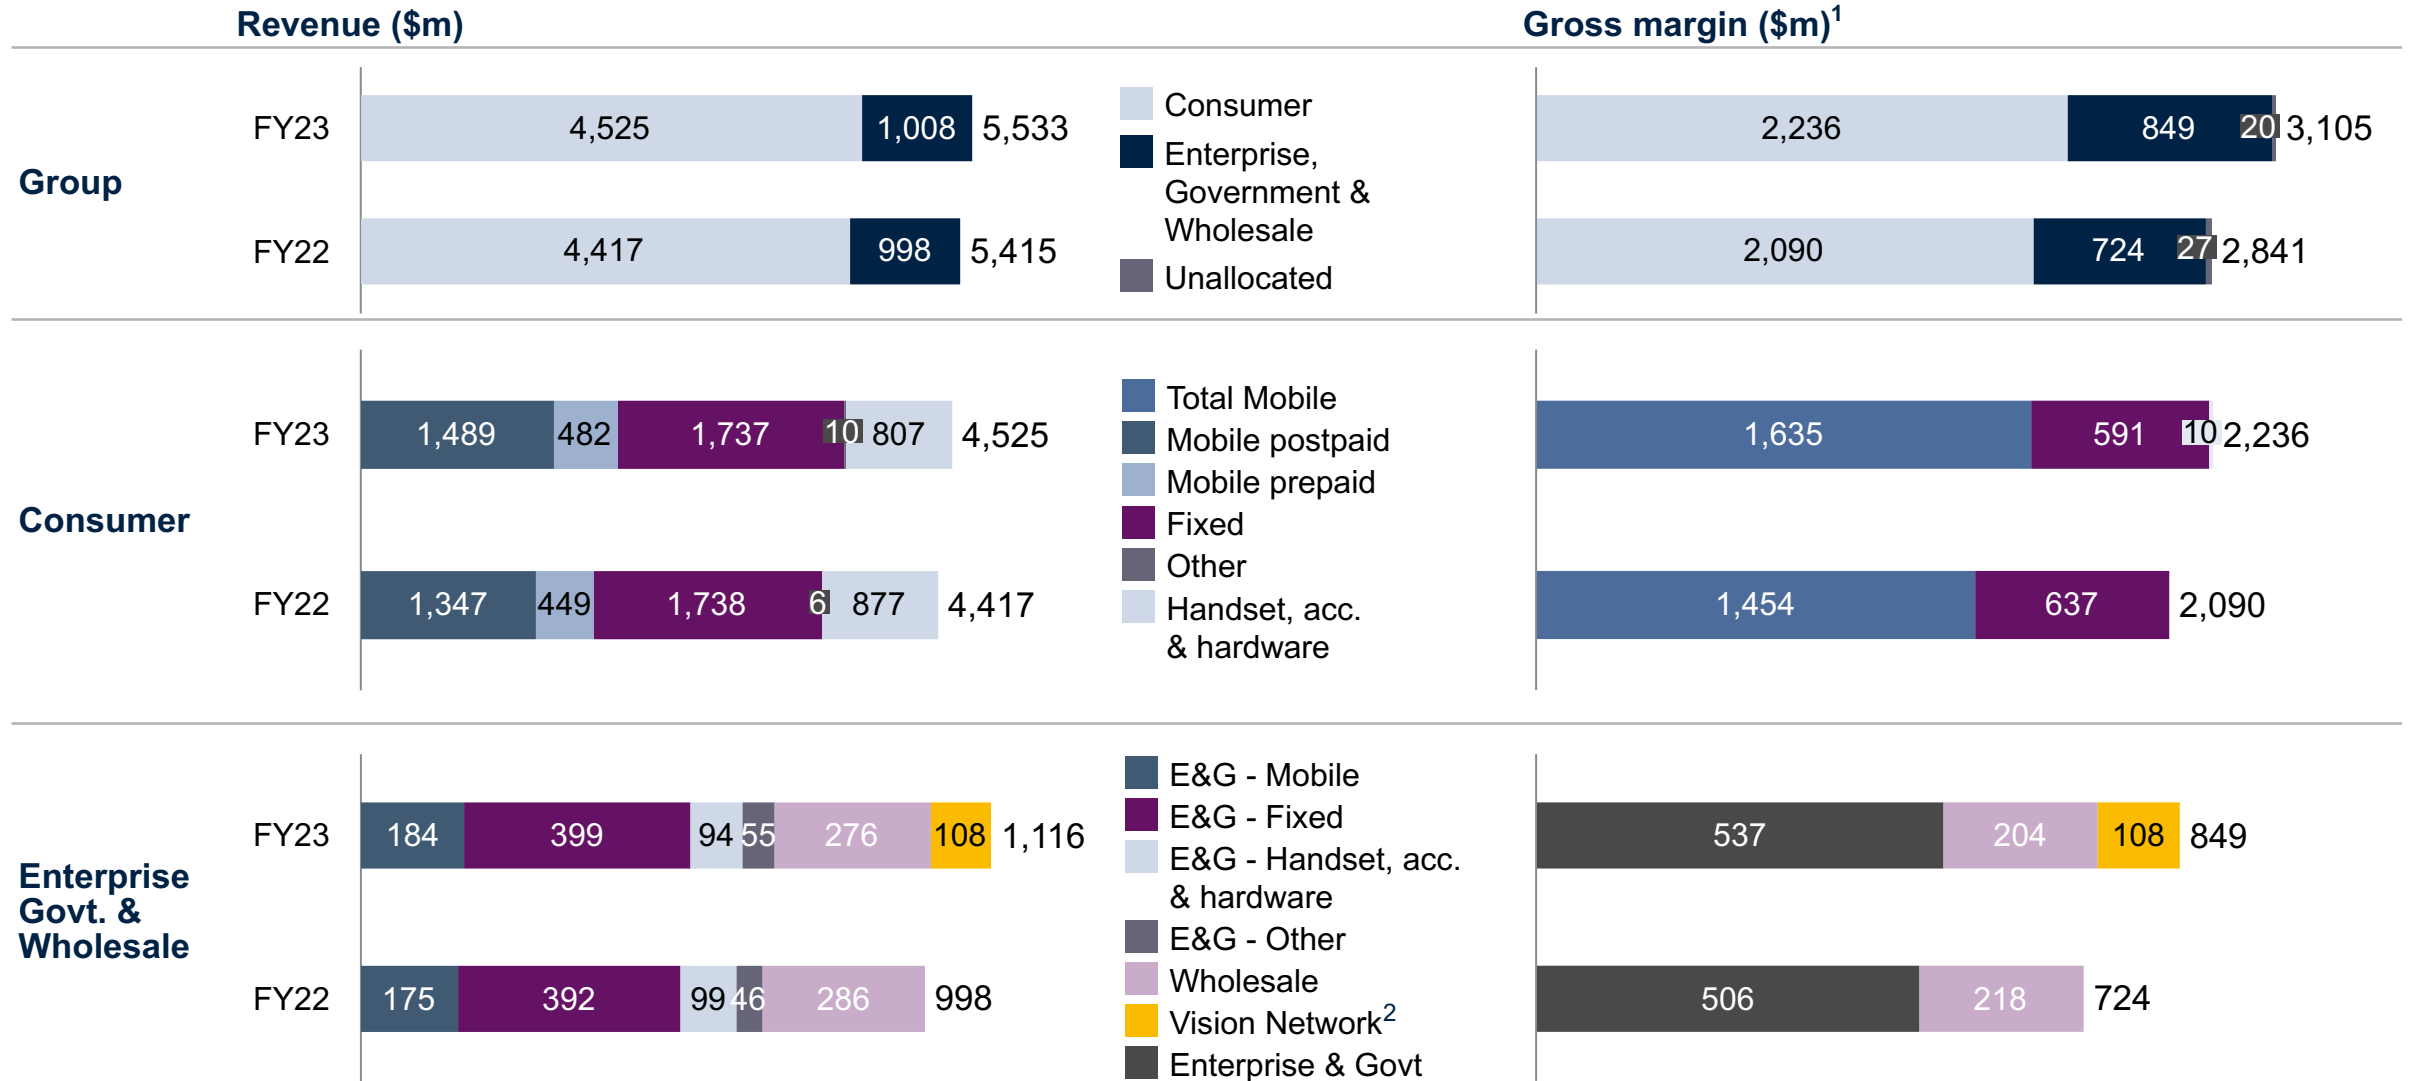 Revenue ($m)
Gross margin ($m)1
Group
FY23
4,525
1,008
5,533
FY22
4,417
998
5,415
Consumer
Enterprise,
Government &
Wholesale
Unallocated
2,236
849
20
3,105
2,090
724
27
2,841
Consumer
FY23
1,489
482
1,737
10
807
4,525
FY22
1,347
449
1,738
6
877
4,417
Total Mobile
Mobile postpaid
Mobile prepaid
Fixed
Other
Handset, acc.
& hardware
1,635
591
10
2,236
1,454
637
2,090
Enterprise
Govt. &
Wholesale
FY23
184
399
94
55
276
108
1,116
FY22
175
392
99
46
286
998
E&G - Mobile
E&G - Fixed
E&G - Handset, acc.
& hardware
E&G - Other
Wholesale
Vision Network2
Enterprise & Govt
537
204
108
849
506
218
724